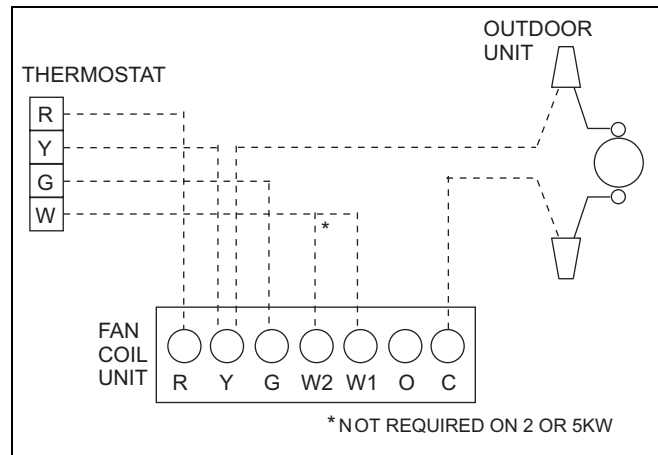 OUTDOOR
UNIT
THERMOSTAT
R
Y
G
W
*
FAN
COIL
UNIT
R Y G W2 W1 O C
* NOT REQUIRED ON 2 OR 5KW